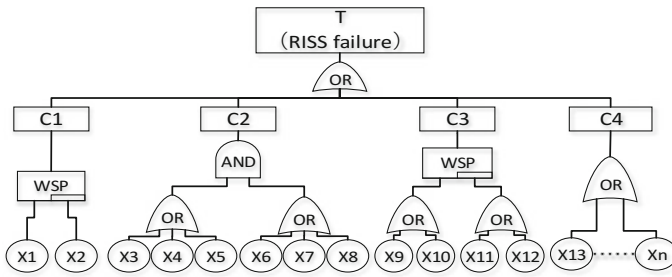 T
（RISS failure）
OR
C1 C2 C3 C4
WSP AND WSP OR
OR OR OR OR
X1 X2 X3 X4 X5 X6 X7 X8 X9 X10 X11 X12 X13 ...... Xn